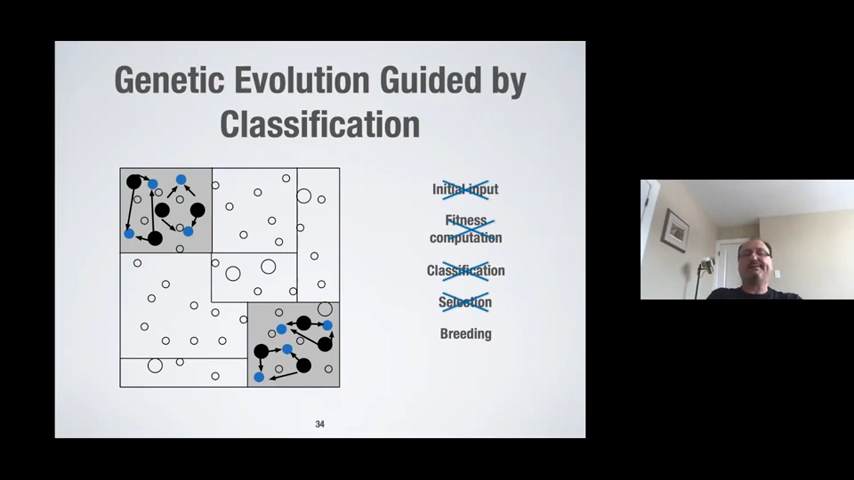 Genetic Evolution Guided by
Classification
Initial input
Fitness
computation
Classification
Selection
Breeding
34